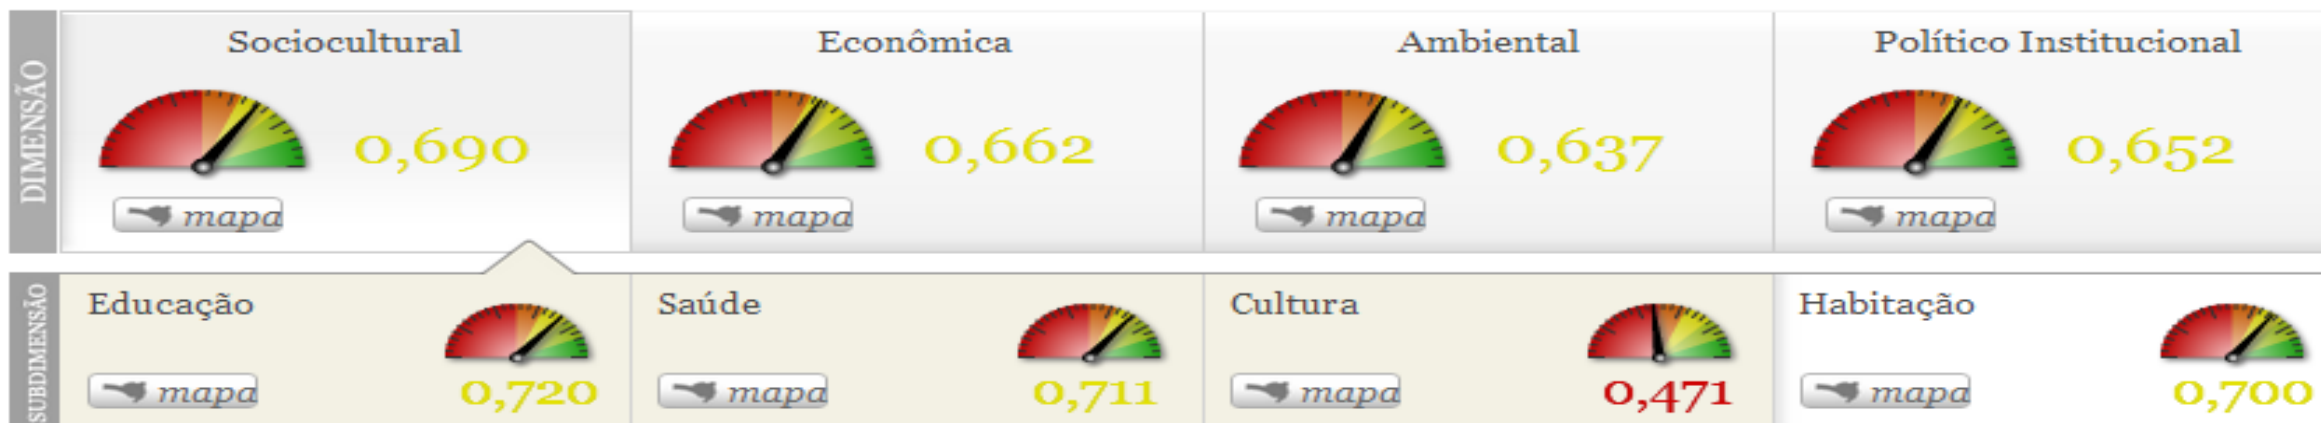 DIMENSÃO
Sociocultural
0,690
mapa
Econômica
0,662
mapa
Ambiental
0,637
mapa
Político Institucional
0,652
mapa
SUBDIMENSÃO
Educação
mapa
0,720
Saúde
mapa
0,711
Cultura
mapa
0,471
Habitação
mapa
0,700